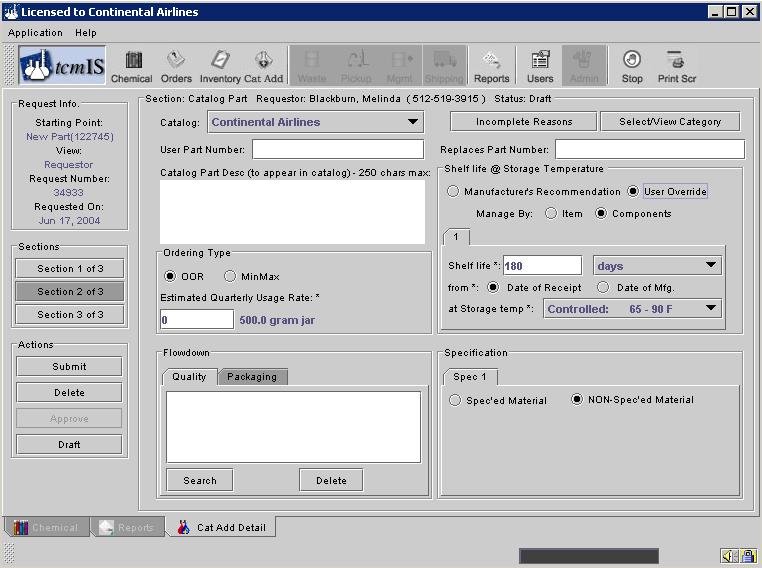 Licensed to Continental Airlines
Application Help
tcmIS Chemical Orders Inventory Cat Add Waste Pickup Mgmt Shipping Reports Users Admin Stop Print Scr
Request Info.
Starting Point:
New Part(122745)
View:
Requestor
Request Number:
34933
Requested On:
Jun 17, 2004
Sections
Section 1 of 3
Section 2 of 3
Section 3 of 3
Actions
Submit
Delete
Approve
Draft
Section: Catalog Part Requestor: Blackburn, Melinda ( 512-519-3915 ) Status: Draft
Catalog: Continental Airlines
Incomplete Reasons Select/View Category
User Part Number:
Replaces Part Number:
Catalog Part Desc (to appear in catalog) - 250 chars max:
Shelf life @ Storage Temperature
Manufacturer's Recommendation User Override
Manage By: Item Components
1
Shelf life *: 180 days
from *: Date of Receipt Date of Mfg.
at Storage temp *: Controlled: 65 - 90 F
Ordering Type
OOR MinMax
Estimated Quarterly Usage Rate: *
0 500.0 gram jar
Flowdown
Quality Packaging
Search Delete
Specification
Spec 1
Spec'ed Material NON-Spec'ed Material
Chemical Reports Cat Add Detail